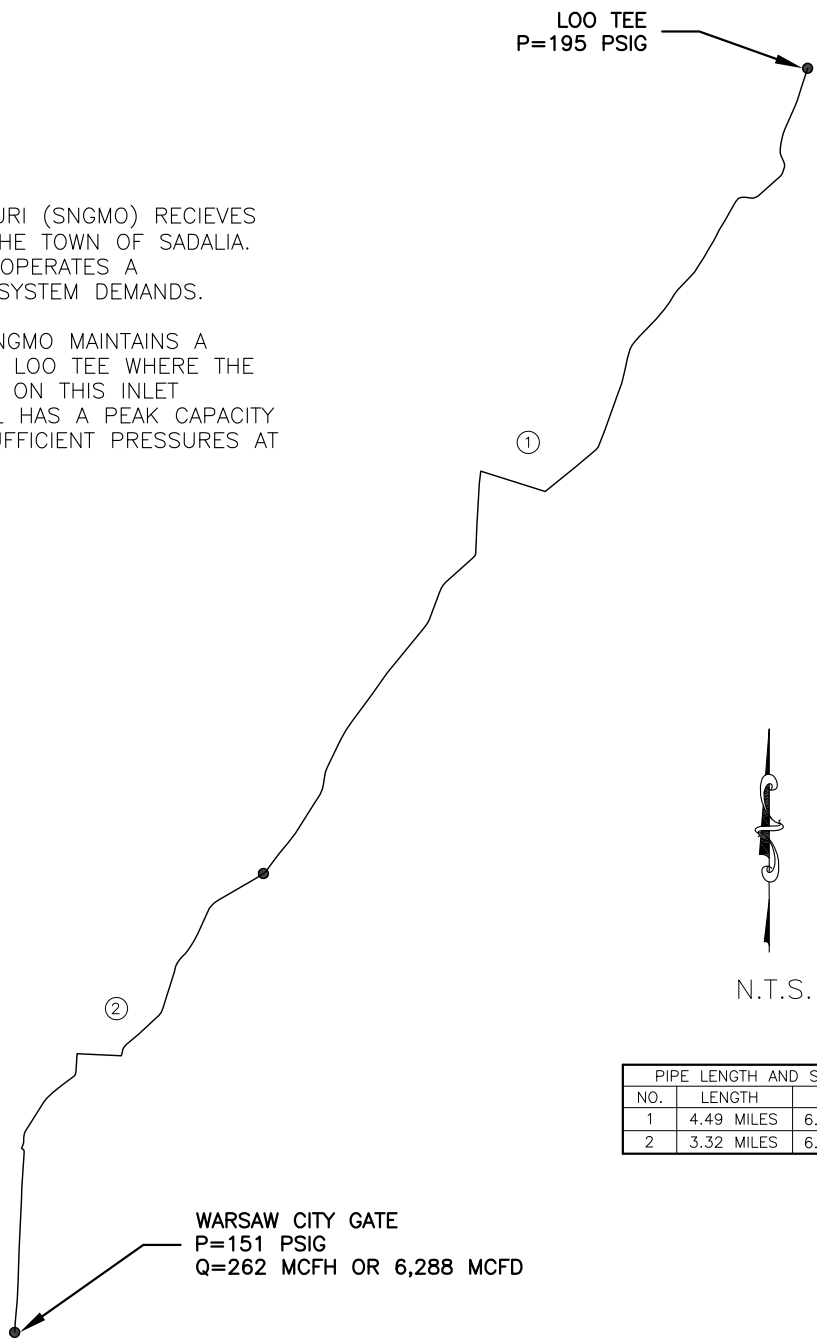 LOO TEE
P=195 PSIG
URI (SNGMO) RECIEVES
HE TOWN OF SADALIA.
OPERATES A
SYSTEM DEMANDS.
NGMO MAINTAINS A
LOO TEE WHERE THE
ON THIS INLET
HAS A PEAK CAPACITY
UFFICIENT PRESSURES AT
1
2
N.T.S.
PIPE LENGTH AND S
NO. LENGTH
1 4.49 MILES 6.
2 3.32 MILES 6.
WARSAW CITY GATE
P=151 PSIG
Q=262 MCFH OR 6,288 MCFD